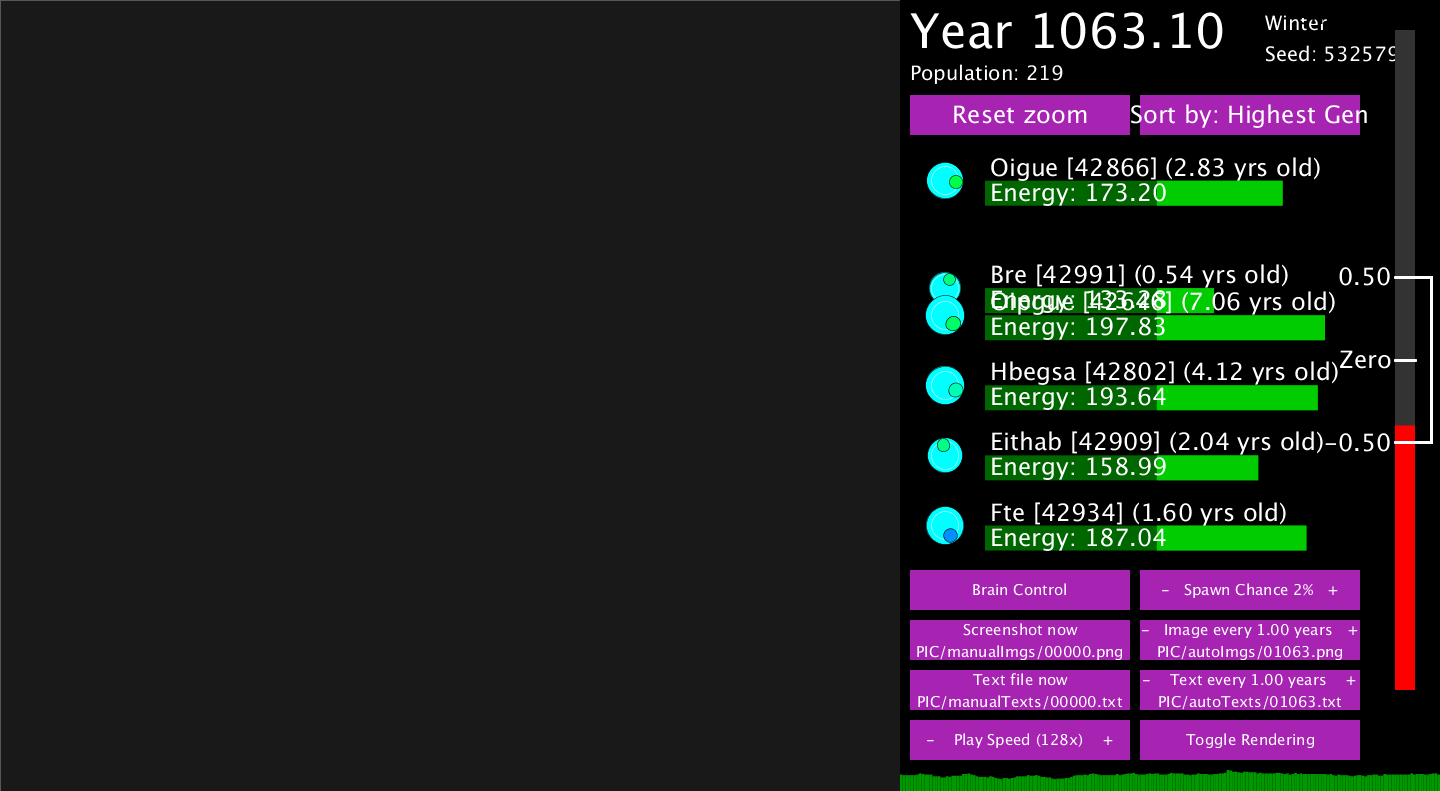 Year 1063.10
Winter
Seed: 532579
Population: 219
Reset zoom
Sort by: Highest Gen
Oigue [42866] (2.83 yrs old)
Energy: 173.20
Bre [42991] (0.54 yrs old)
Energy: 133.28
[42646] (7.06 yrs old)
Energy: 197.83
Hbegsa [42802] (4.12 yrs old)
Energy: 193.64
Eithab [42909] (2.04 yrs old)
Energy: 158.99
Fte [42934] (1.60 yrs old)
Energy: 187.04
0.50
Zero
-0.50
Brain Control
- Spawn Chance 2% +
Screenshot now
PIC/manualImgs/00000.png
- Image every 1.00 years +
PIC/autoImgs/01063.png
Text file now
PIC/manualTexts/00000.txt
- Text every 1.00 years +
PIC/autoTexts/01063.txt
- Play Speed (128x) +
Toggle Rendering